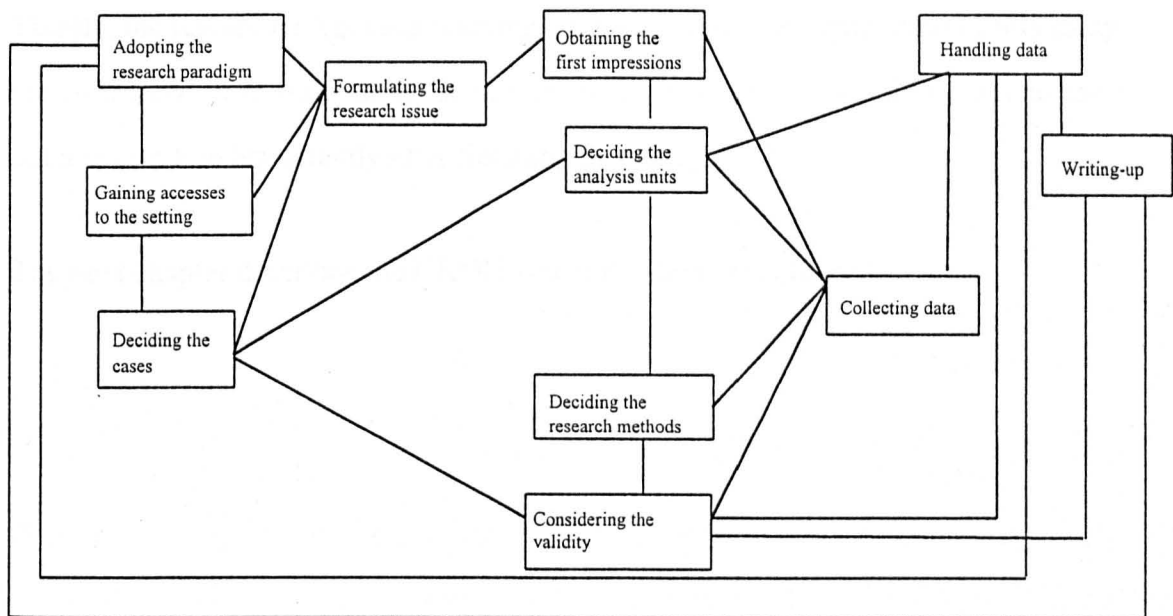 Adopting the
research paradigm
Formulating the
research issue
Obtaining the
first impressions
Handling data
Gaining accesses
to the setting
Deciding the
analysis units
Writing-up
Deciding the
cases
Collecting data
Deciding the
research methods
Considering the
validity